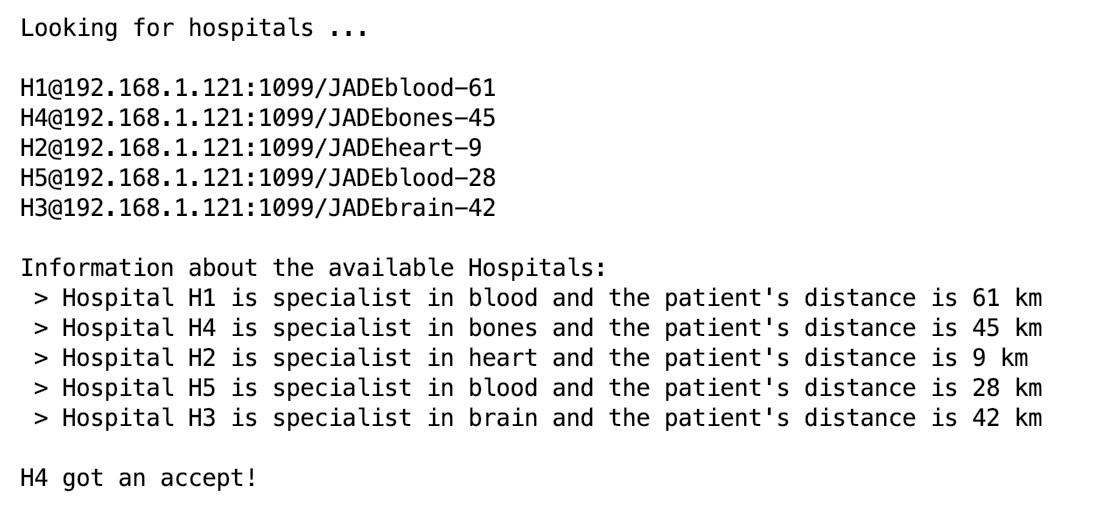 Looking for hospitals ...
H1@192.168.1.121:1099/JADEblood-61
H4@192.168.1.121:1099/JADEbones-45
H2@192.168.1.121:1099/JADEheart-9
H5@192.168.1.121:1099/JADEblood-28
H3@192.168.1.121:1099/JADEbrain-42
Information about the available Hospitals:
> Hospital H1 is specialist in blood and the patient's distance is 61 km
> Hospital H4 is specialist in bones and the patient's distance is 45 km
> Hospital H2 is specialist in heart and the patient's distance is 9 km
> Hospital H5 is specialist in blood and the patient's distance is 28 km
> Hospital H3 is specialist in brain and the patient's distance is 42 km
H4 got an accept!